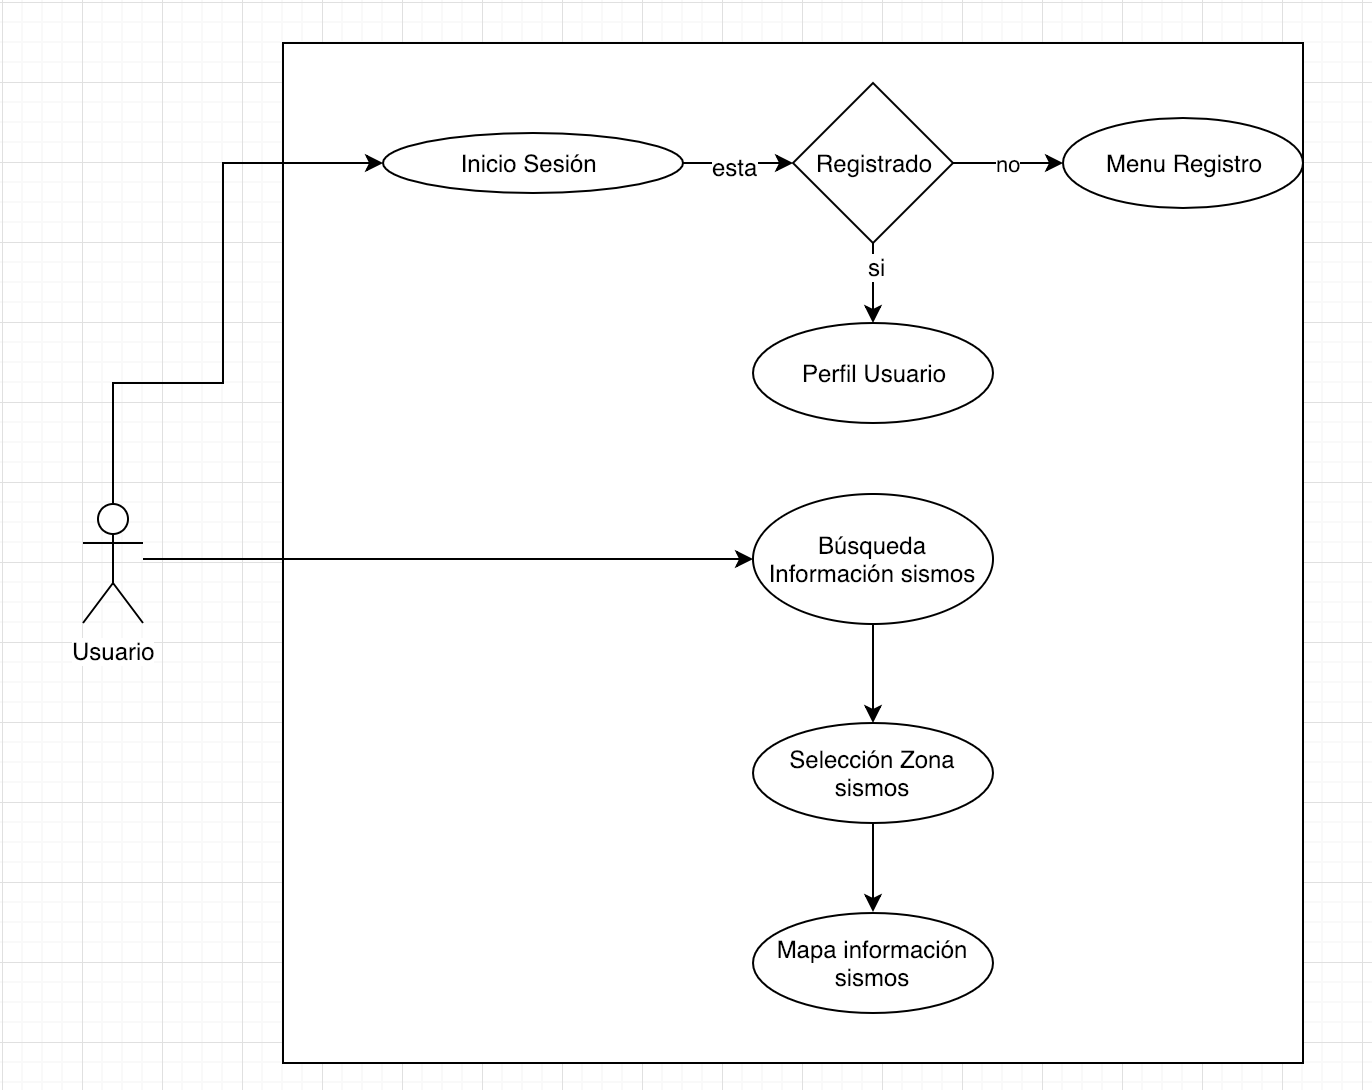 Inicio Sesión
esta
Registrado
no
Menu Registro
si
Perfil Usuario
Búsqueda
Información sismos
Usuario
Selección Zona
sismos
Mapa información
sismos